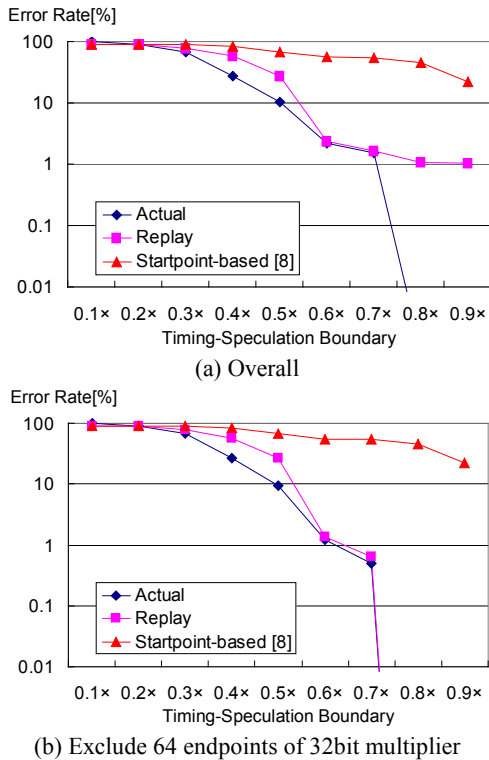 Error Rate[%]
100
10
1
0.1
0.01
Actual
Replay
Startpoint-based [8]
0.1× 0.2× 0.3× 0.4× 0.5× 0.6× 0.7× 0.8× 0.9×
Timing-Speculation Boundary
(a) Overall
Error Rate[%]
100
10
1
0.1
0.01
Actual
Replay
Startpoint-based [8]
0.1× 0.2× 0.3× 0.4× 0.5× 0.6× 0.7× 0.8× 0.9×
Timing-Speculation Boundary
(b) Exclude 64 endpoints of 32bit multiplier